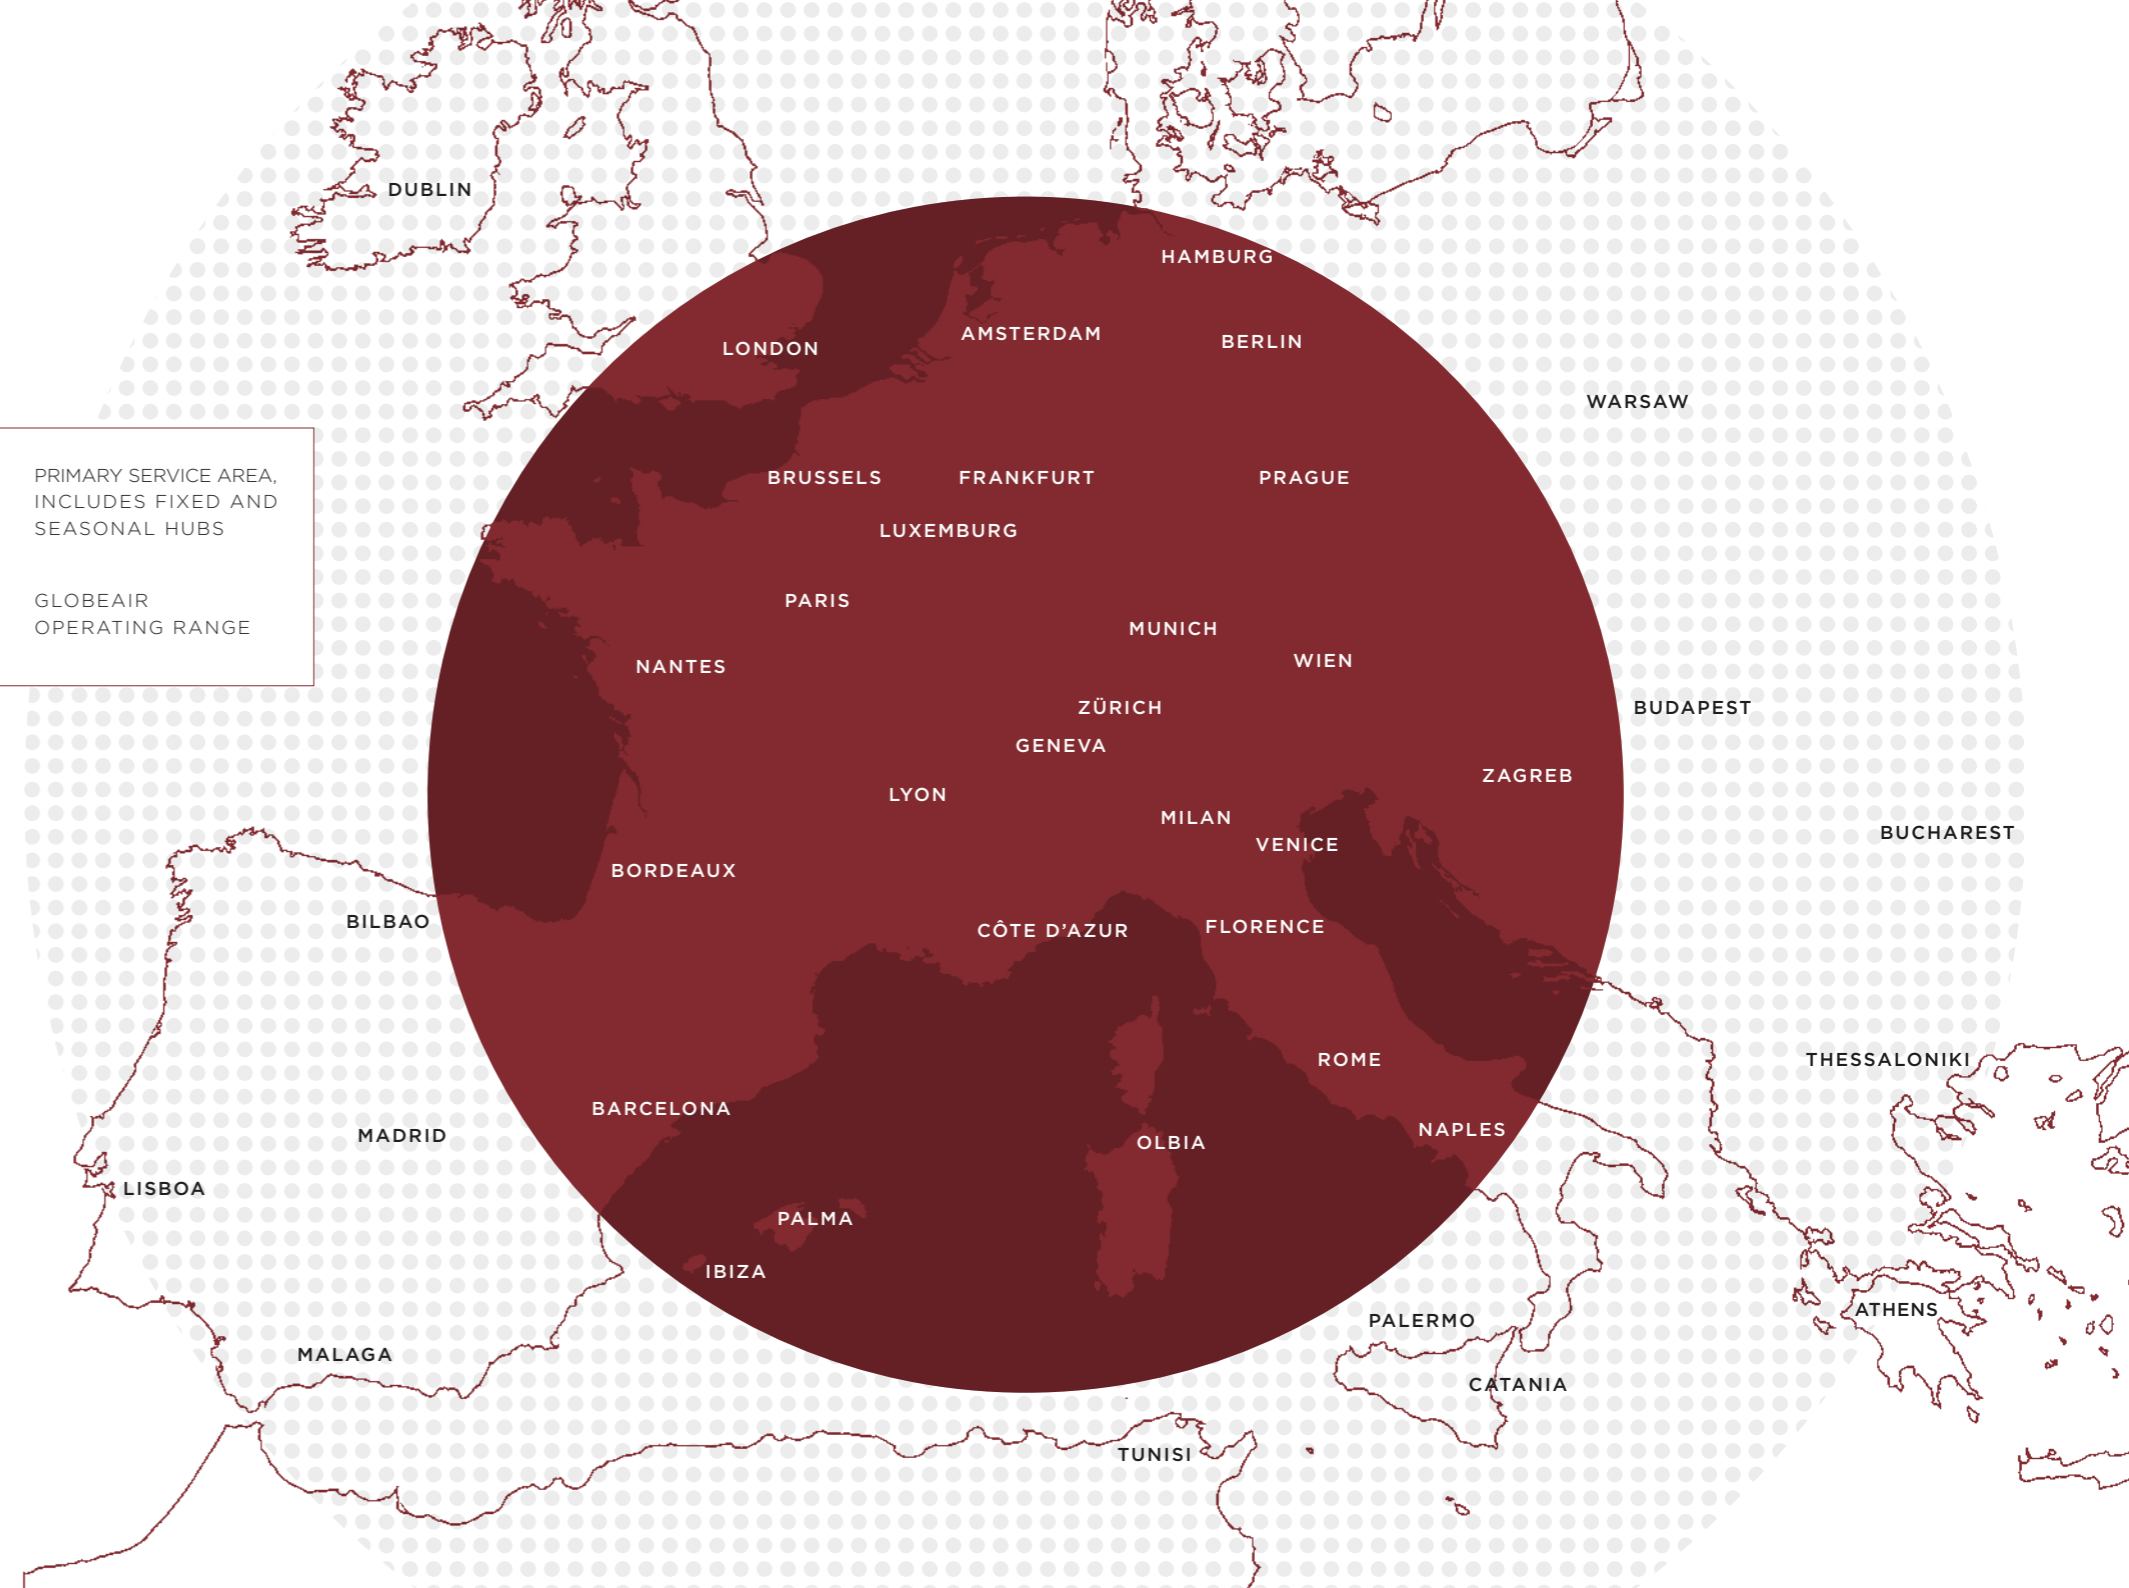 DUBLIN
HAMBURG
LONDON
AMSTERDAM
BERLIN
WARSAW
PRIMARY SERVICE AREA,
INCLUDES FIXED AND
SEASONAL HUBS
GLOBEAIR
OPERATING RANGE
BRUSSELS
FRANKFURT
PRAGUE
LUXEMBURG
PARIS
MUNICH
WIEN
NANTES
ZÜRICH
BUDAPEST
GENEVA
ZAGREB
LYON
MILAN
BUCHAREST
VENICE
BORDEAUX
BILBAO
CÔTE D’AZUR
FLORENCE
ROME
THESSALONIKI
BARCELONA
MADRID
NAPLES
OLBIA
LISBOA
PALMA
IBIZA
ATHENS
PALERMO
MALAGA
CATANIA
TUNISI